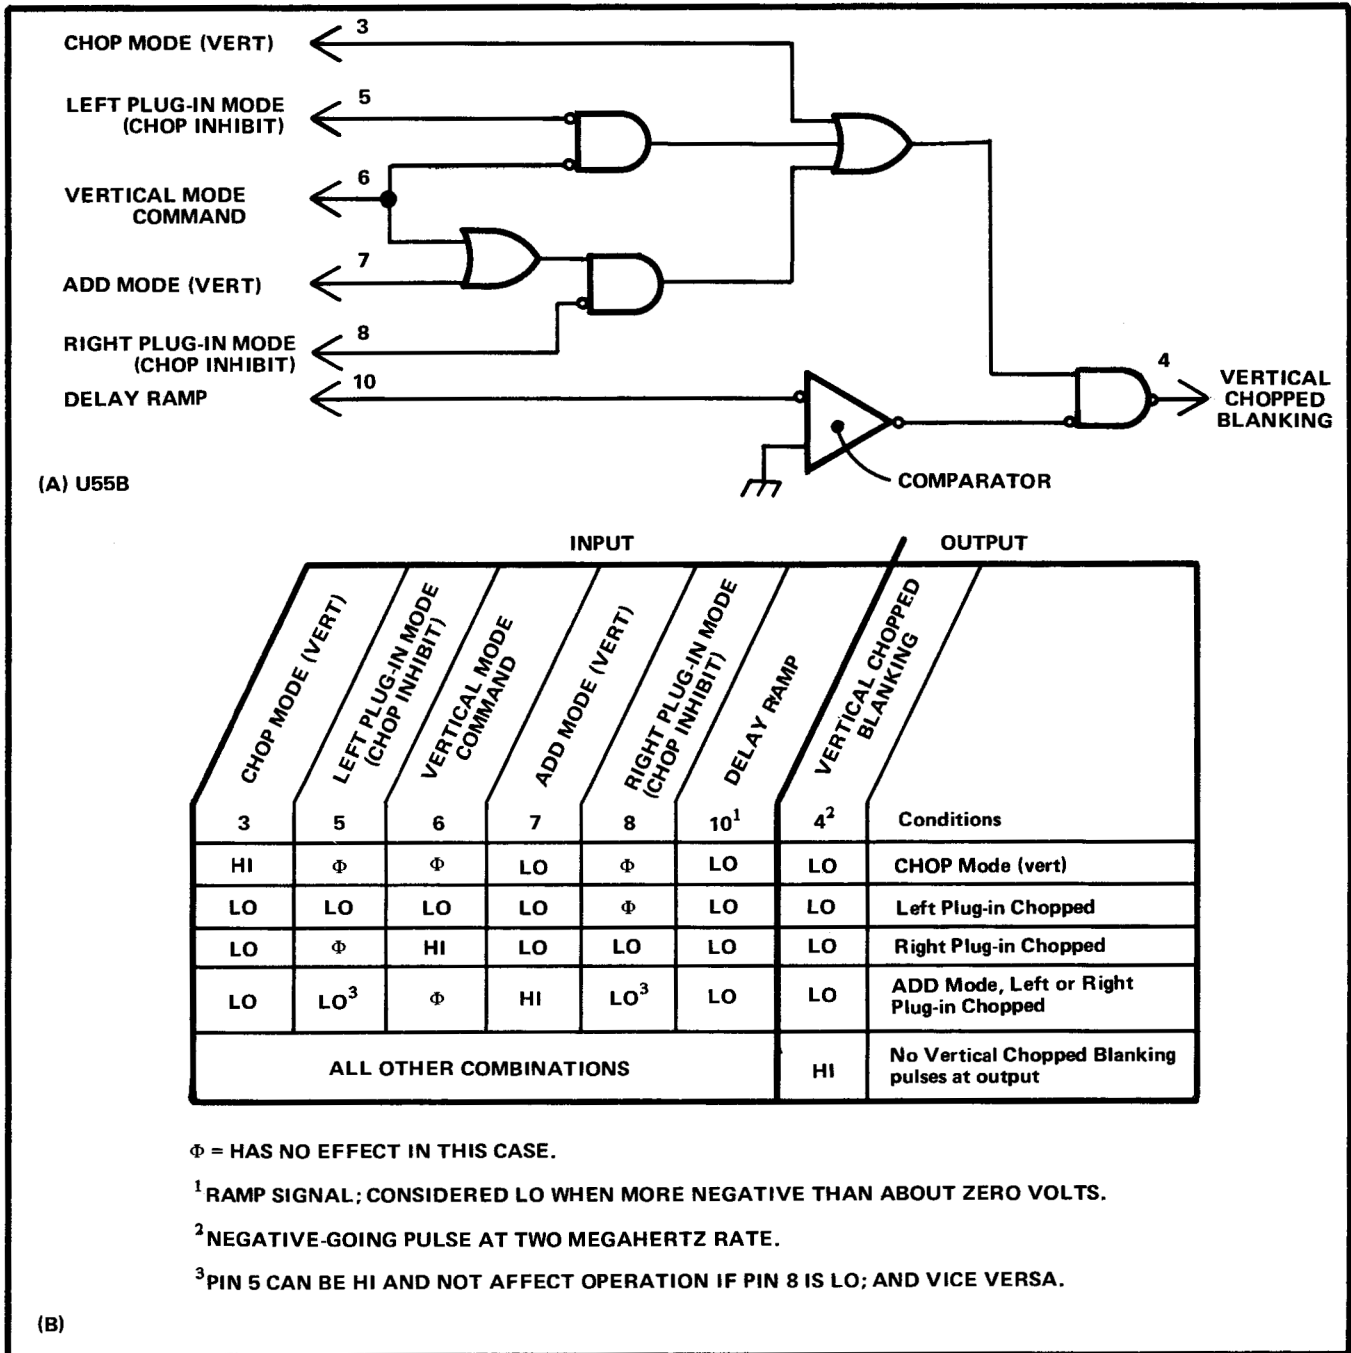 CHOP MODE (VERT)
3
LEFT PLUG-IN MODE
(CHOP INHIBIT)
5
VERTICAL MODE
COMMAND
6
ADD MODE (VERT)
7
RIGHT PLUG-IN MODE
(CHOP INHIBIT)
8
DELAY RAMP
10
4
VERTICAL
CHOPPED
BLANKING
COMPARATOR
(A) U55B
INPUT
OUTPUT
CHOP MODE (VERT)
LEFT PLUG-IN MODE
(CHOP INHIBIT)
VERTICAL MODE
COMMAND
ADD MODE (VERT)
RIGHT PLUG-IN MODE
(CHOP INHIBIT)
DELAY RAMP
VERTICAL CHOPPED
BLANKING
3 5 6 7 8 10¹ 4² Conditions
HI Φ Φ LO Φ LO LO CHOP Mode (vert)
LO LO LO LO Φ LO LO Left Plug-in Chopped
LO Φ HI LO LO LO LO Right Plug-in Chopped
LO LO³ Φ HI LO³ LO LO ADD Mode, Left or Right
Plug-in Chopped
ALL OTHER COMBINATIONS HI No Vertical Chopped Blanking
pulses at output
Φ = HAS NO EFFECT IN THIS CASE.
¹RAMP SIGNAL; CONSIDERED LO WHEN MORE NEGATIVE THAN ABOUT ZERO VOLTS.
²NEGATIVE-GOING PULSE AT TWO MEGAHERTZ RATE.
³PIN 5 CAN BE HI AND NOT AFFECT OPERATION IF PIN 8 IS LO; AND VICE VERSA.
(B)